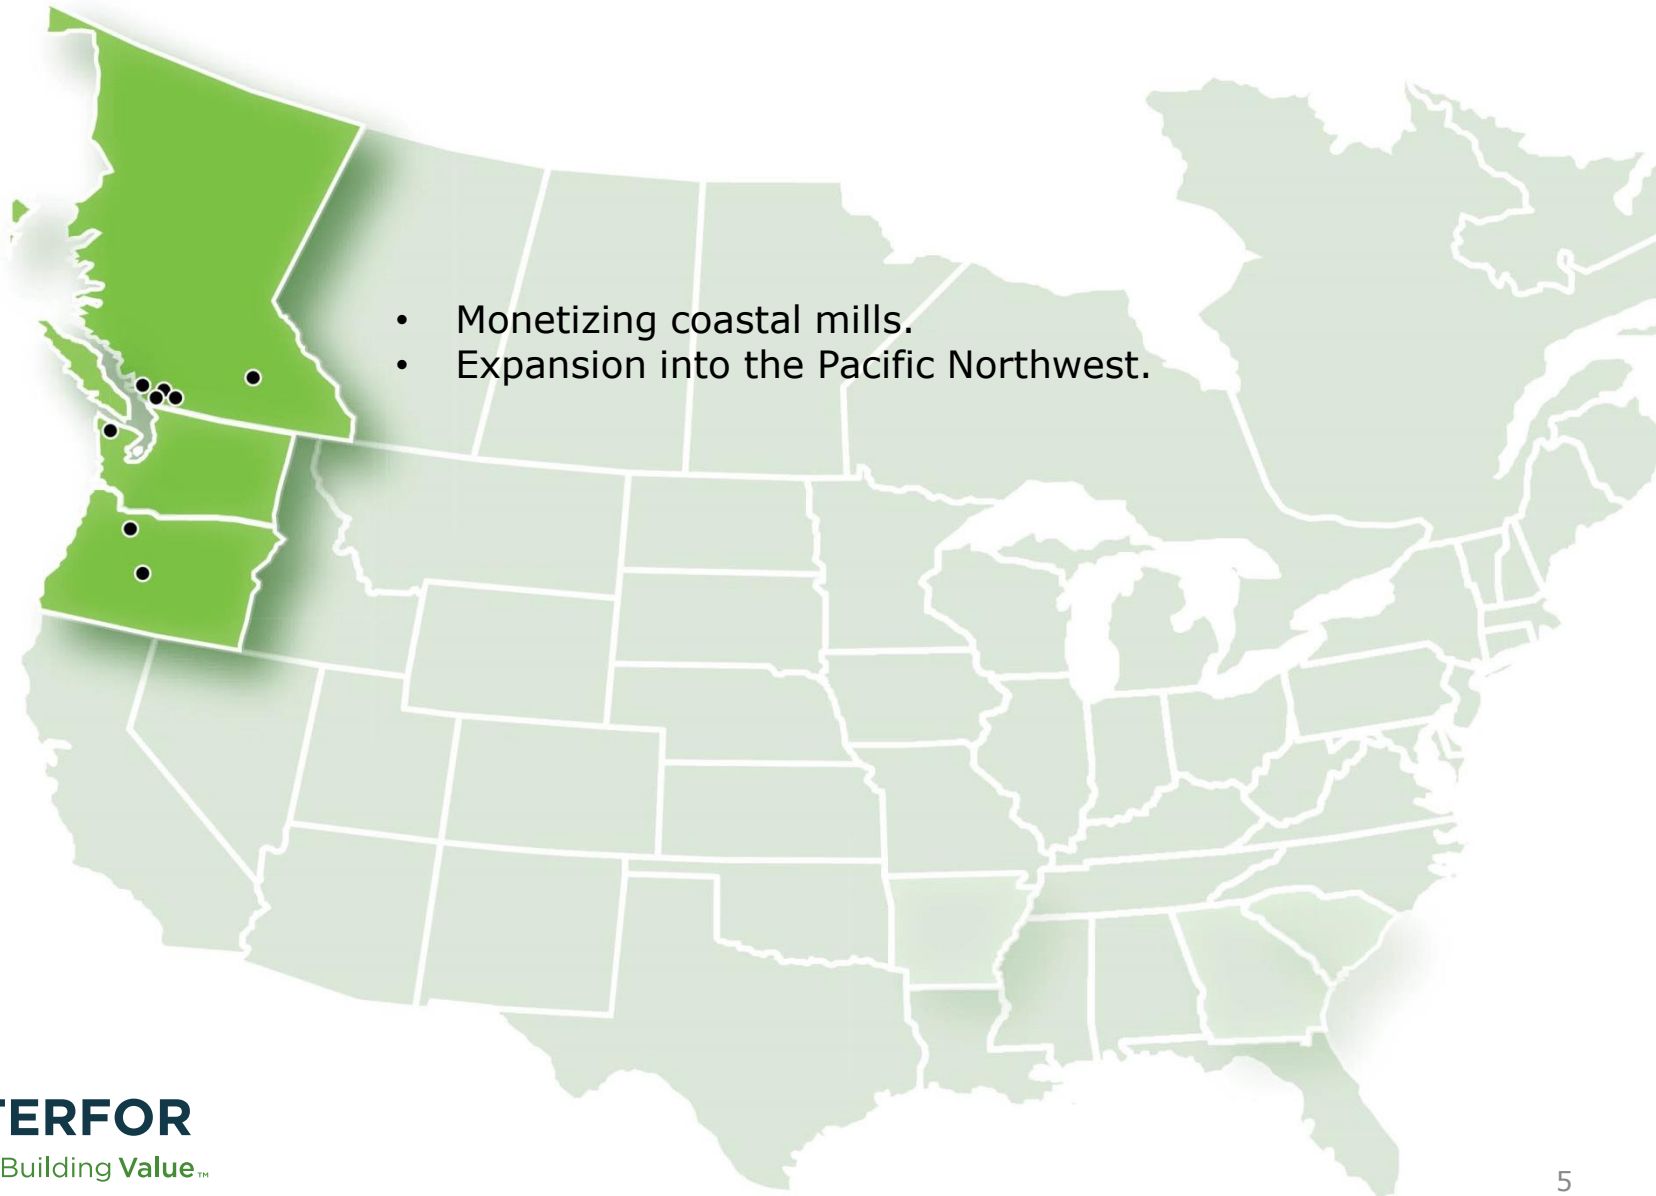 • Monetizing coastal mills.
• Expansion into the Pacific Northwest.
TERFOR
Building Value™
5